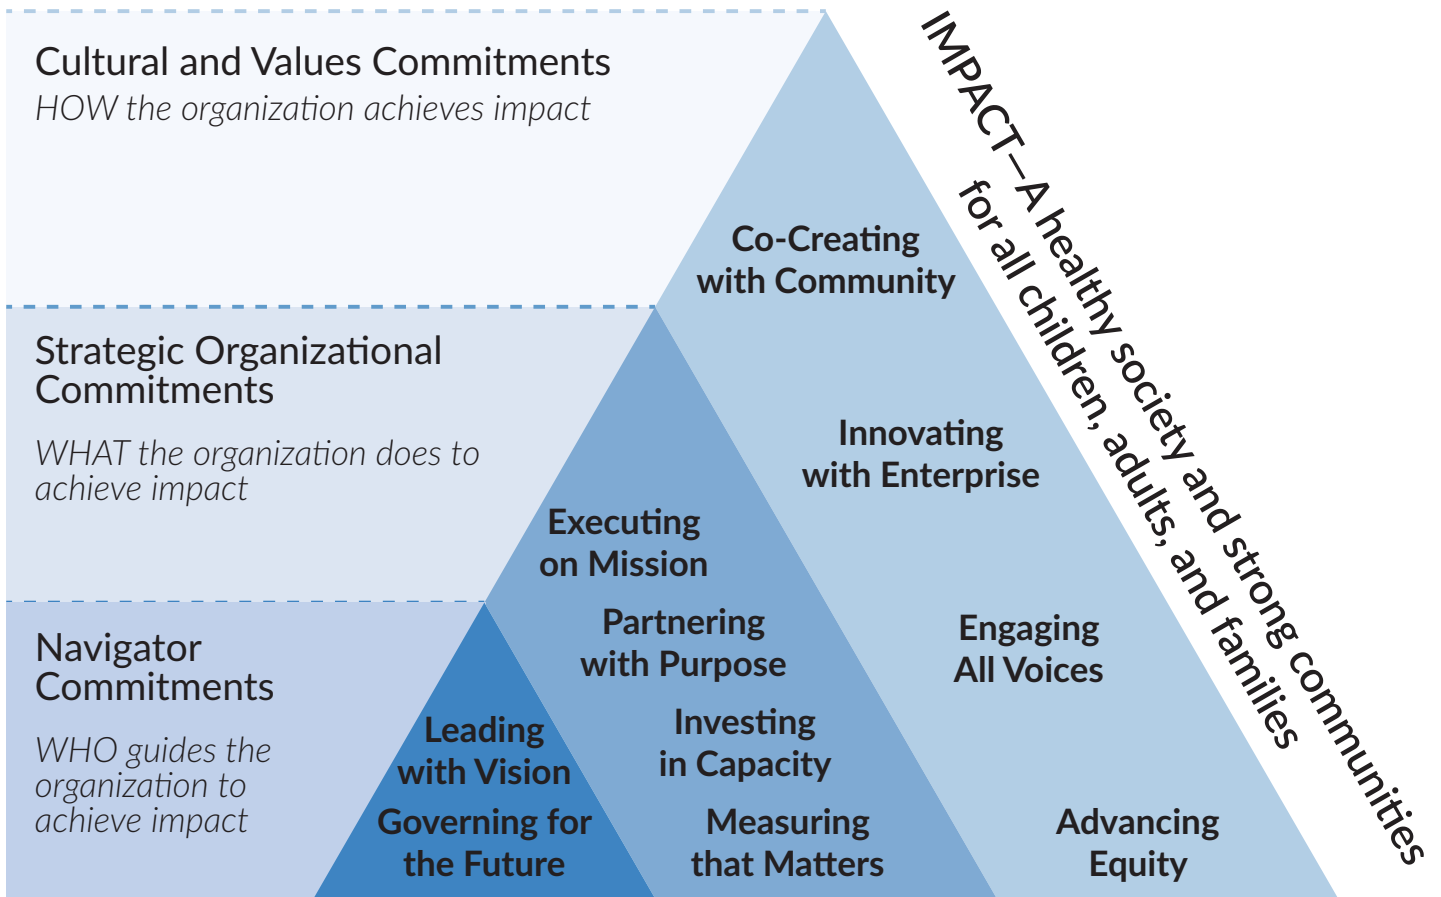 Cultural and Values Commitments
HOW the organization achieves impact
Strategic Organizational
Commitments
WHAT the organization does to
achieve impact
Navigator
Commitments
WHO guides the
organization to
achieve impact
Leading
with Vision
Governing for
the Future
Executing
on Mission
Partnering
with Purpose
Investing
in Capacity
Measuring
that Matters
Co-Creating
with Community
Innovating
with Enterprise
Engaging
All Voices
Advancing
Equity
IMPACT—A healthy society and strong communities
for all children, adults, and families